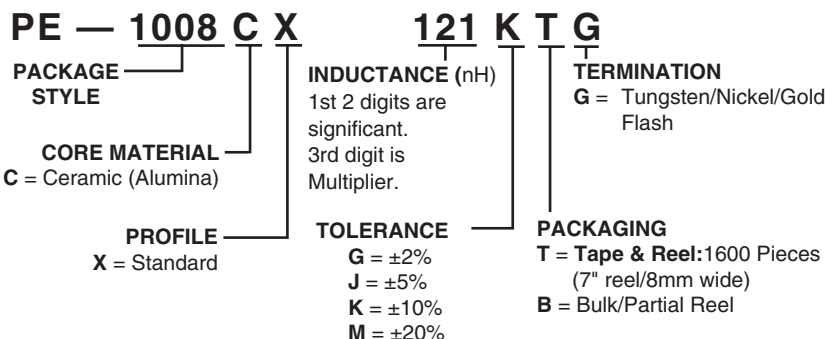 PE — 1008 C X 121 K T G
PACKAGE
STYLE
CORE MATERIAL
C = Ceramic (Alumina)
PROFILE
X = Standard
INDUCTANCE (nH)
1st 2 digits are
significant.
3rd digit is
Multiplier.
TOLERANCE
G = ±2%
J = ±5%
K = ±10%
M = ±20%
TERMINATION
G = Tungsten/Nickel/Gold
Flash
PACKAGING
T = Tape & Reel:1600 Pieces
(7" reel/8mm wide)
B = Bulk/Partial Reel